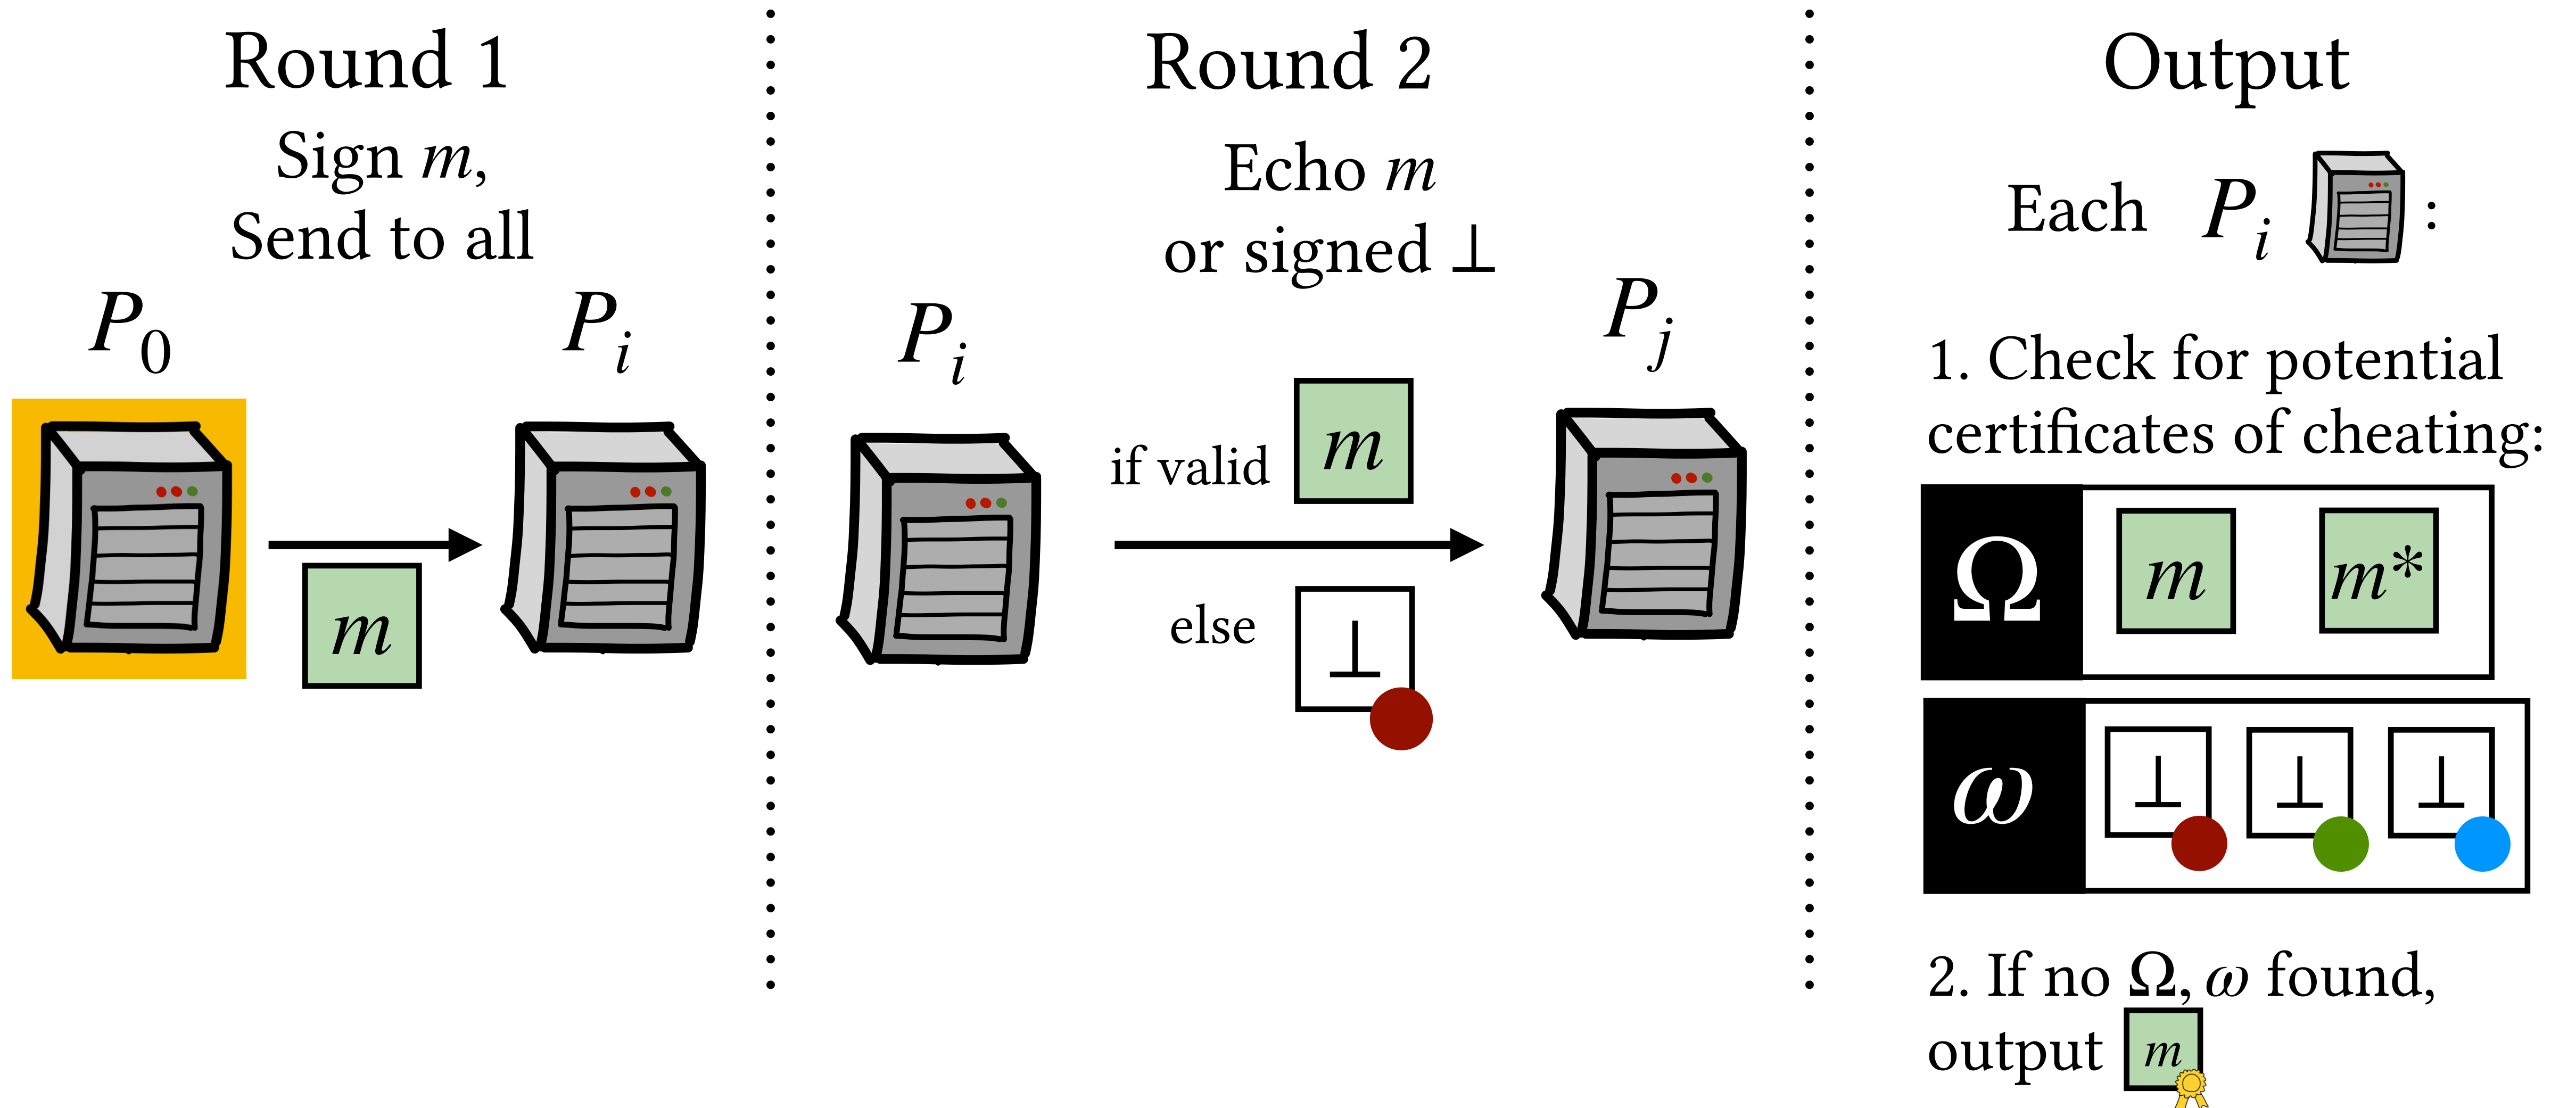 Round 1
Sign m,
Send to all
P₀
Pᵢ
m
Round 2
Echo m
or signed ⊥
Pᵢ
Pⱼ
if valid
m
else
⊥
Output
Each Pᵢ :
1. Check for potential
certificates of cheating:
Ω m m*
ω ⊥ ⊥ ⊥
2. If no Ω, ω found,
output m